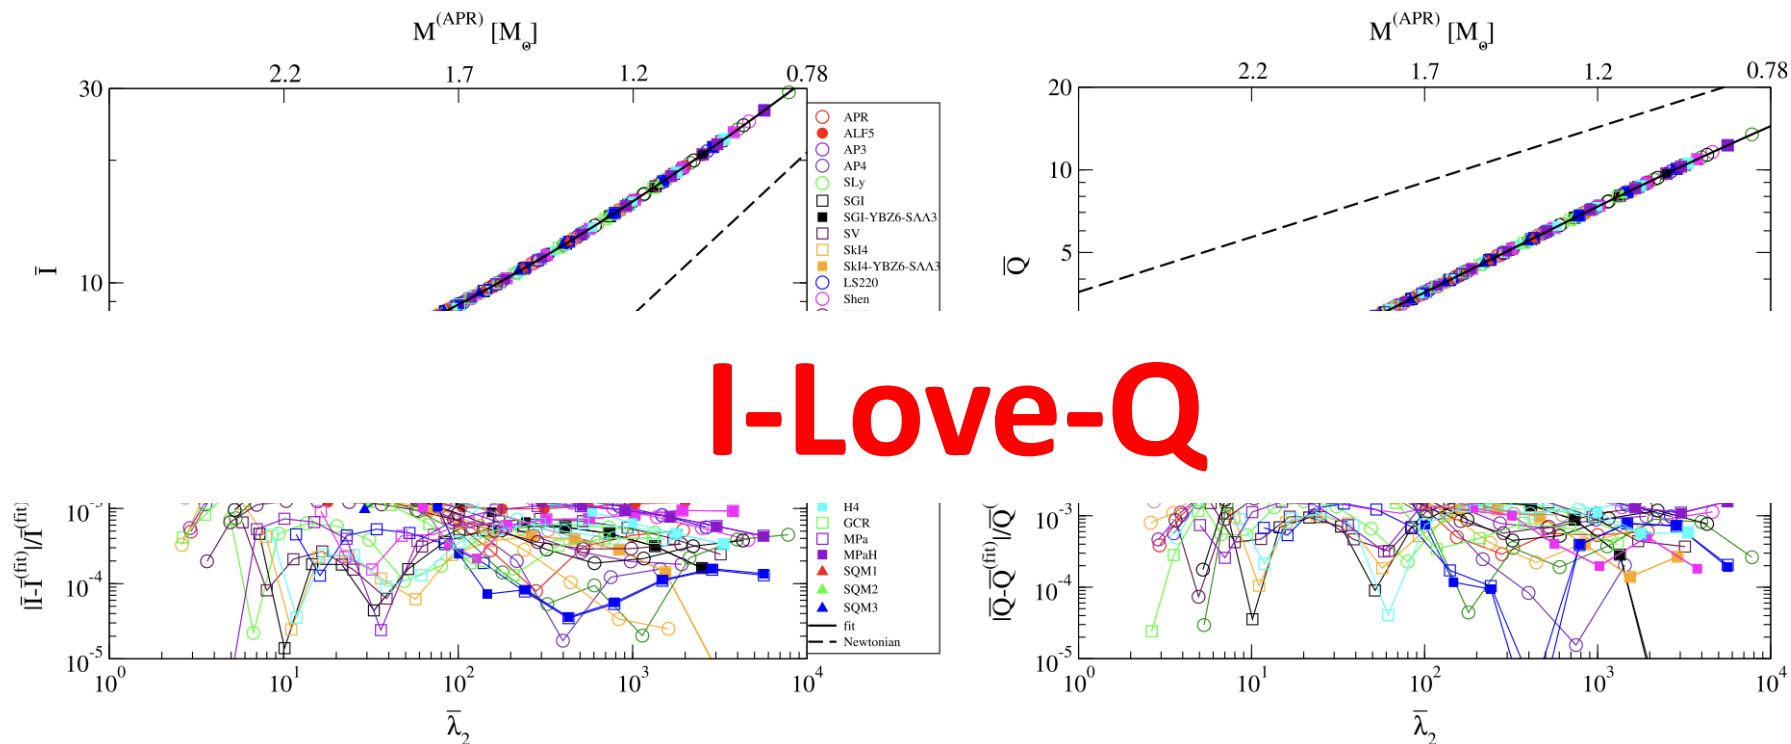 M^(APR) [M_⊙]
2.2 1.7 1.2 0.78
30
10
Ī
APR
ALF5
AP3
AP4
SLy
SGI
SGI-YBZ6-SΛΛ3
SV
SkI4
SkI4-YBZ6-SΛΛ3
LS220
Shen
M^(APR) [M_⊙]
2.2 1.7 1.2 0.78
20
10
5
Q̅
I-Love-Q
10^-4
10^-5
|Ī-Ī^(fit)|/Ī^(fit)
H4
GCR
MPa
MPaH
SQM1
SQM2
SQM3
fit
Newtonian
10^0 10^1 10^2 10^3 10^4
λ̅_2
10^-3
10^-4
10^-5
|Q̅-Q̅^(fit)|/Q̅^(
10^0 10^1 10^2 10^3 10^4
λ̅_2